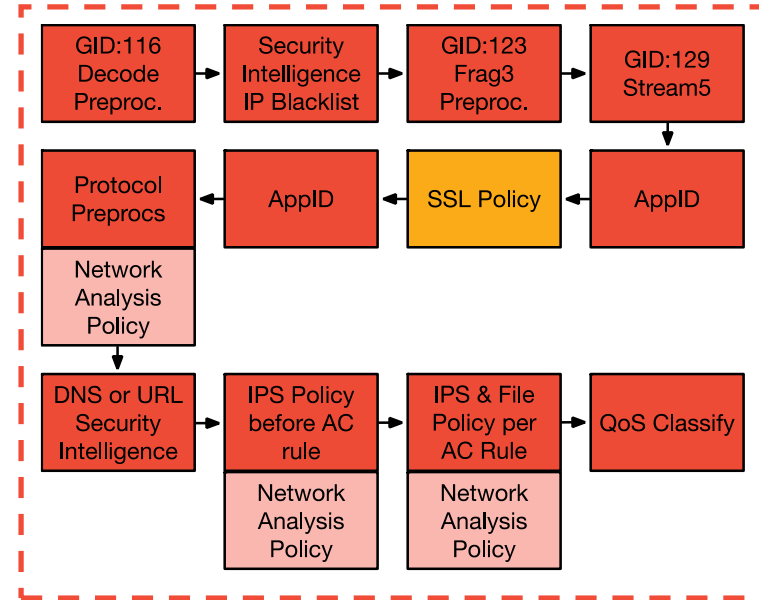 GID:116
Decode
Preproc.
Security
Intelligence
IP Blacklist
GID:123
Frag3
Preproc.
GID:129
Stream5
AppID
SSL Policy
AppID
Protocol
Preprocs
Network
Analysis
Policy
DNS or URL
Security
Intelligence
IPS Policy
before AC
rule
Network
Analysis
Policy
IPS & File
Policy per
AC Rule
Network
Analysis
Policy
QoS Classify